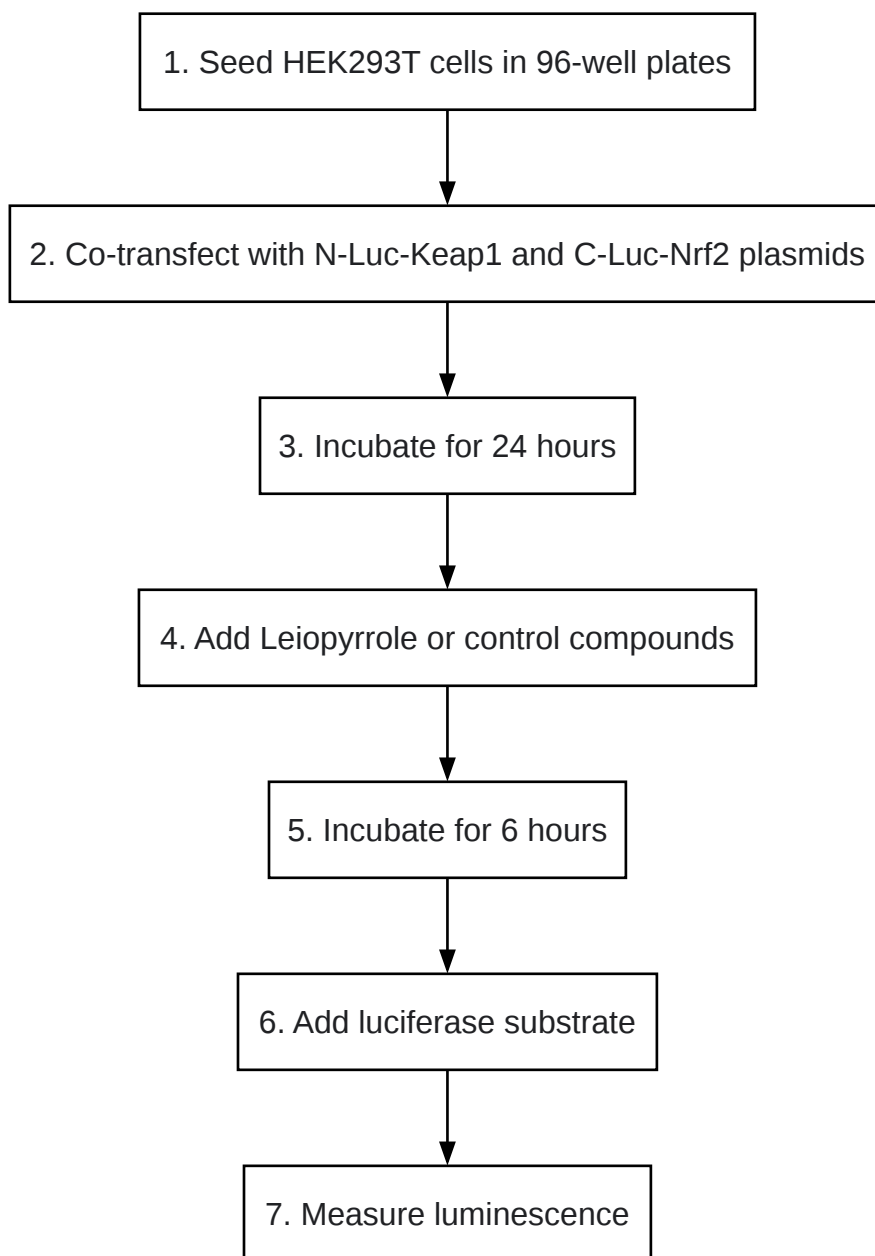 1. Seed HEK293T cells in 96-well plates
2. Co-transfect with N-Luc-Keap1 and C-Luc-Nrf2 plasmids
3. Incubate for 24 hours
4. Add Leiopyrrole or control compounds
5. Incubate for 6 hours
6. Add luciferase substrate
7. Measure luminescence